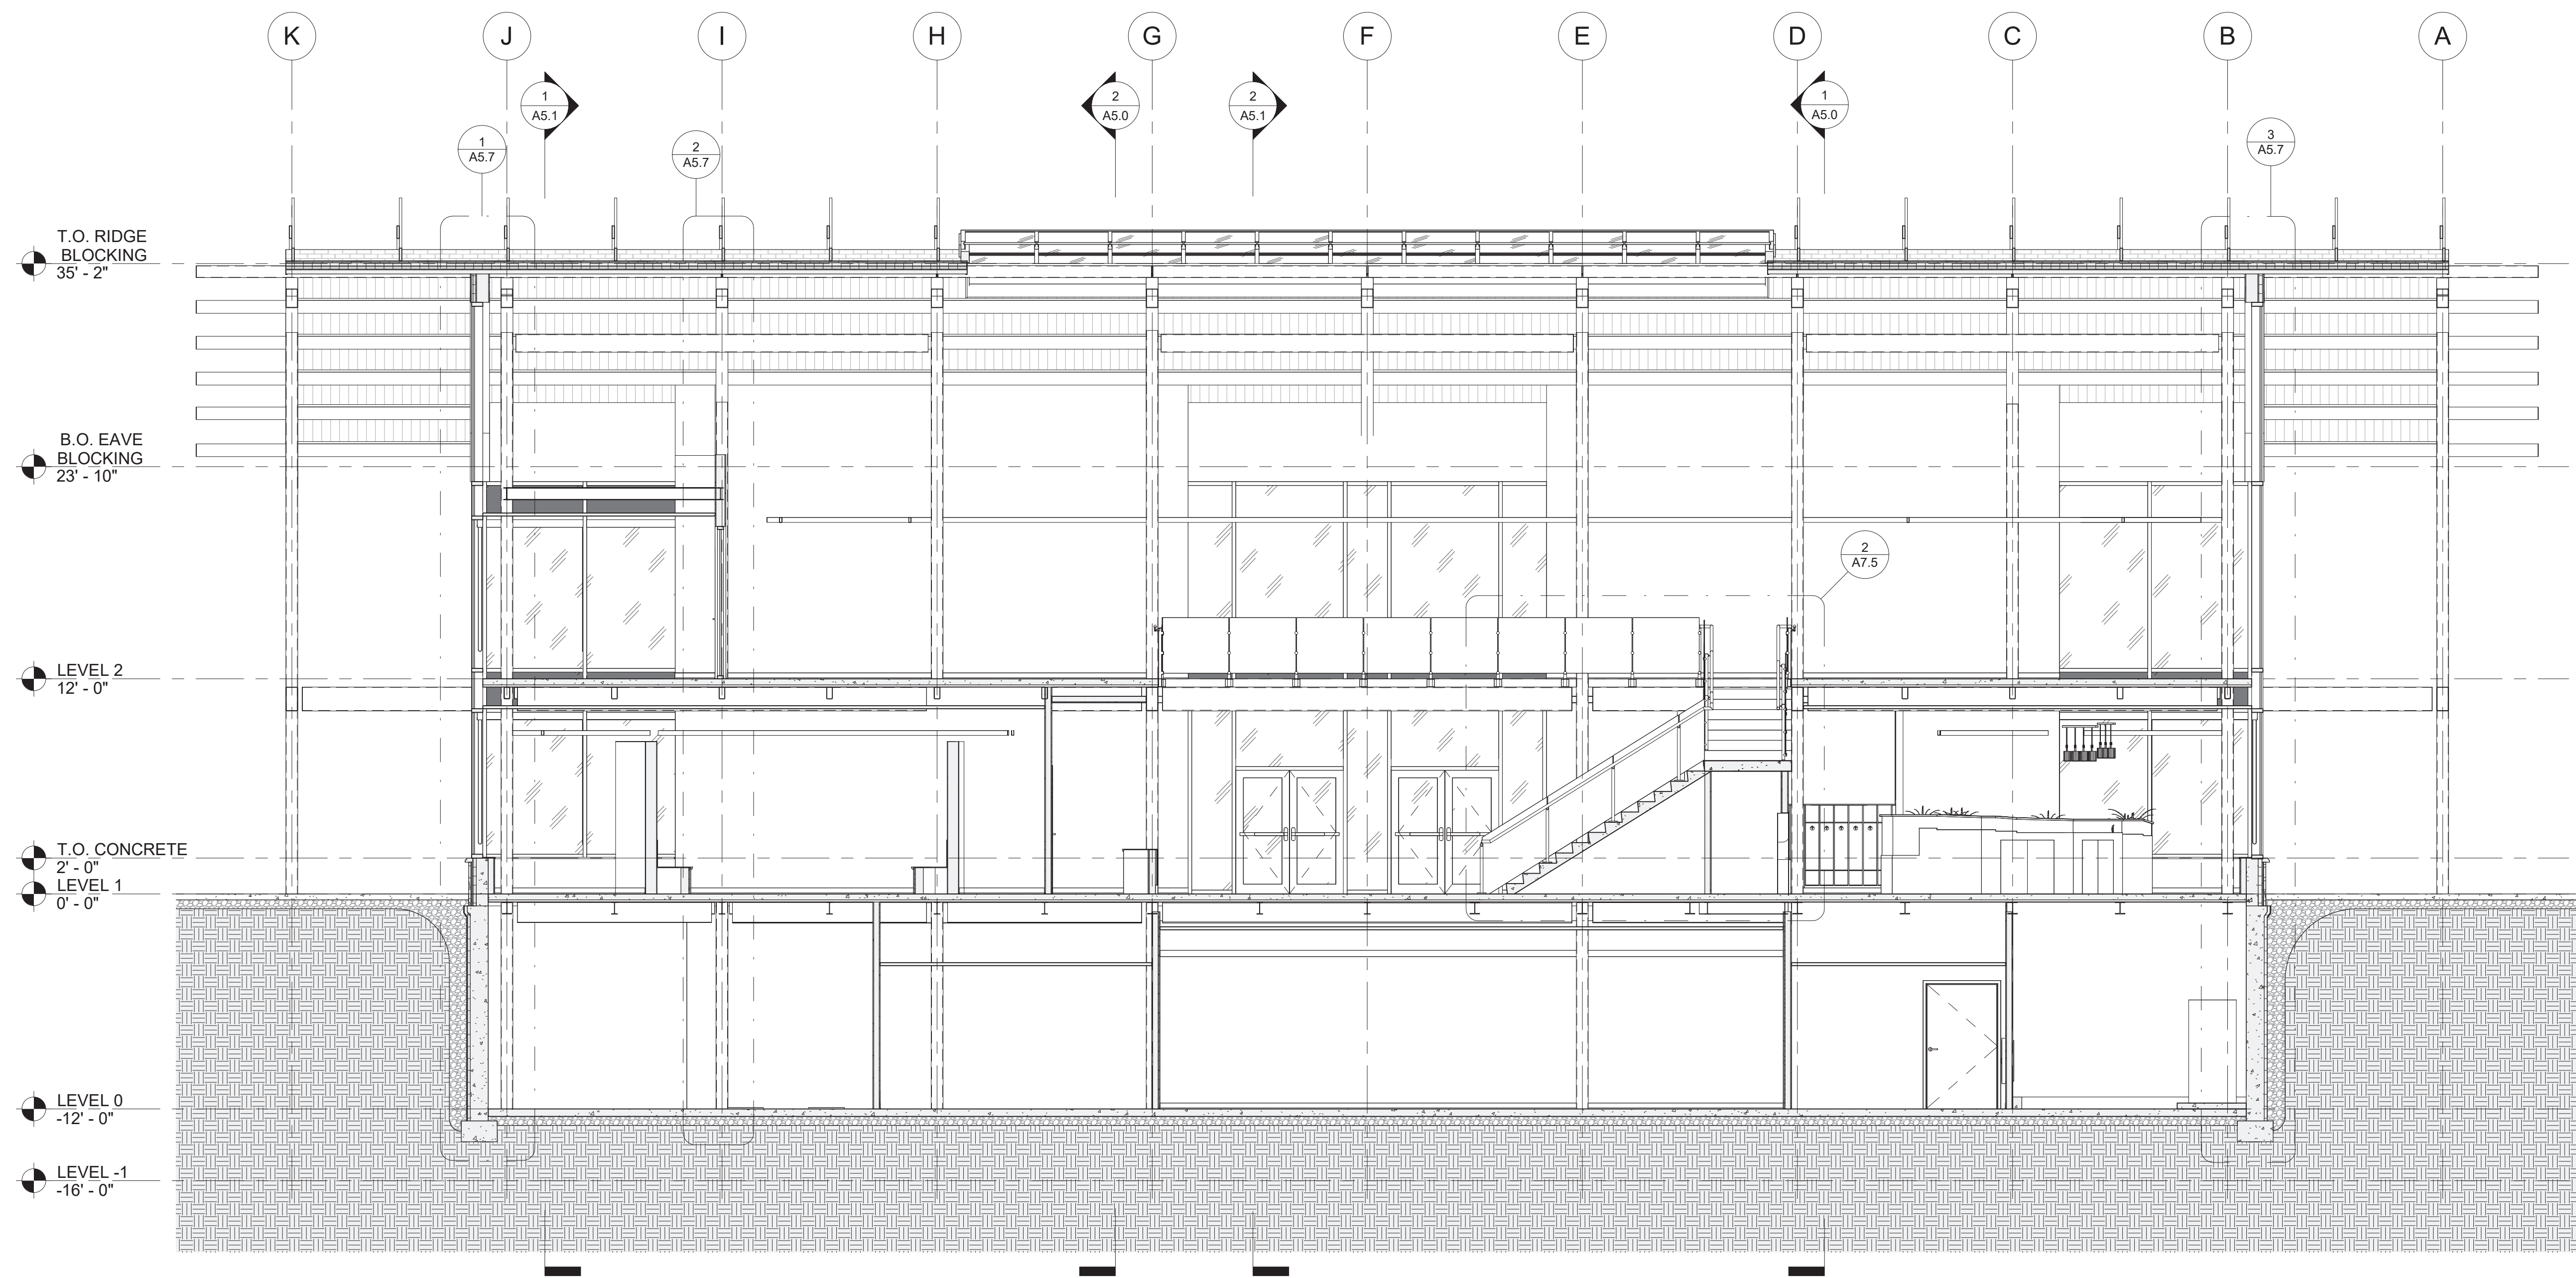 K J I H G F E D C B A
1
A5.1
2
A5.0
2
A5.1
1
A5.0
1
A5.7
2
A5.7
3
A5.7
T.O. RIDGE
BLOCKING
35' - 2"
B.O. EAVE
BLOCKING
23' - 10"
2
A7.5
LEVEL 2
12' - 0"
T.O. CONCRETE
2' - 0"
LEVEL 1
0' - 0"
LEVEL 0
-12' - 0"
LEVEL -1
-16' - 0"